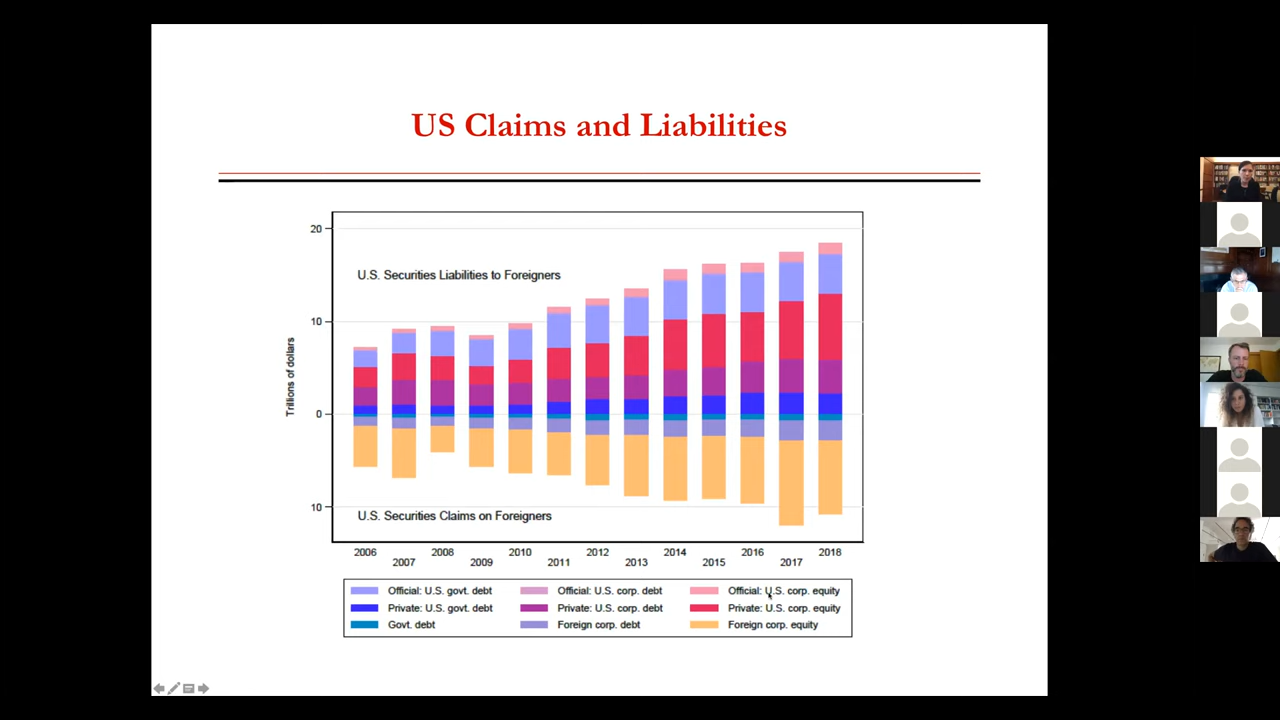 US Claims and Liabilities
20
U.S. Securities Liabilities to Foreigners
10
Trillions of dollars
0
10
U.S. Securities Claims on Foreigners
2006 2008 2010 2012 2014 2016 2018
2007 2009 2011 2013 2015 2017
Official: U.S. govt. debt Official: U.S. corp. debt Official: U.S. corp. equity
Private: U.S. govt. debt Private: U.S. corp. debt Private: U.S. corp. equity
Govt. debt Foreign corp. debt Foreign corp. equity